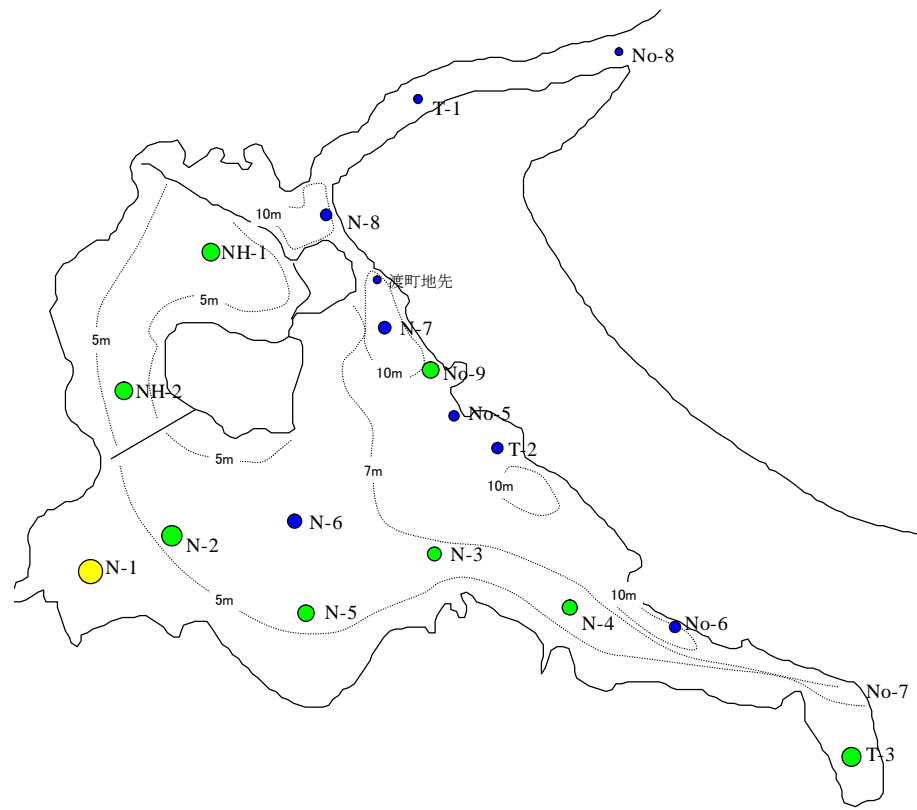 No-8
T-1
10m
N-8
NH-1
渡町地先
5m
N-7
5m
10m
No-9
NH-2
No-5
T-2
5m
7m
10m
N-6
N-2
N-3
N-1
5m
10m
N-5
N-4
No-6
No-7
T-3